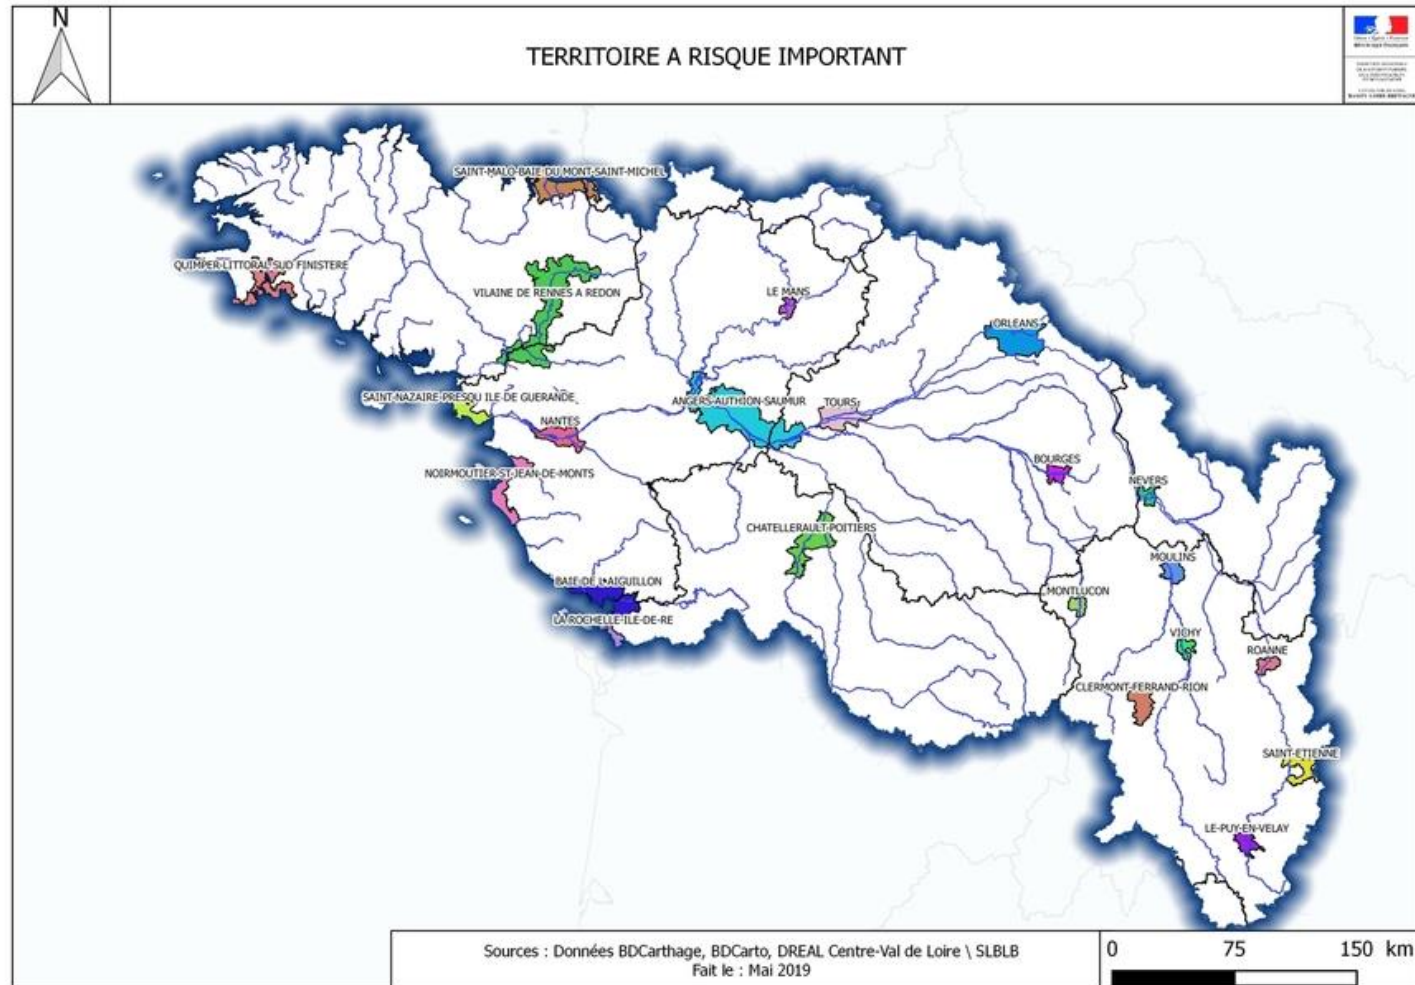 N
TERRITOIRE A RISQUE IMPORTANT
SAINT-MALO-BAIE DU MONT-SAINT-MICHEL
QUIMPER-LITTORAL SUD FINISTERE
VILAINE DE RENNES A REDON
LE MANS
ORLEANS
SAINT-NAZAIRE-PRESQU ILE DE GUERANDE
ANGERS-AUTHION-SAUMUR
TOURS
NANTES
BOURGES
NOIRMOUTIER-ST-JEAN-DE-MONTS
NEVERS
CHATELLERAULT-POITIERS
MOULINS
BAIE DE L'AIGUILLON
MONTLUCON
LA ROCHELLE-ILE-DE-RE
VICHY
ROANNE
CLERMONT-FERRAND-RION
SAINT-ETIENNE
LE-PUY-EN-VELAY
Sources : Données BDCarthage, BDCarto, DREAL Centre-Val de Loire \ SLBLB
Fait le : Mai 2019
0 75 150 km